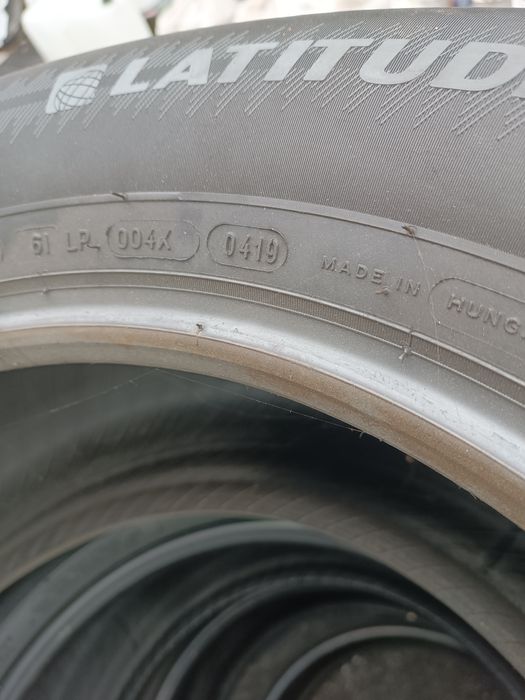 LATITUD
61 LP 004X 0419 MADE IN HUNG